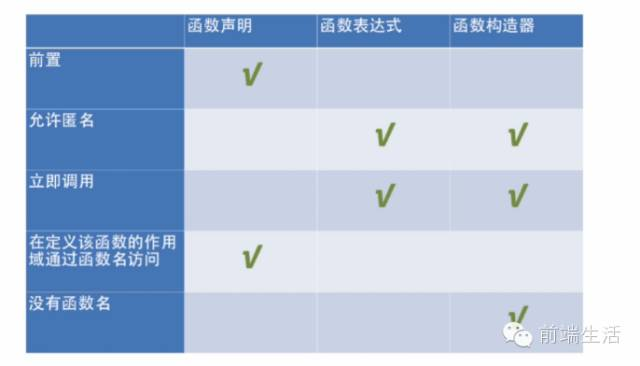 函数声明 函数表达式 函数构造器
前置 √
允许匿名 √ √
立即调用 √ √
在定义该函数的作用
域通过函数名访问 √
没有函数名 √
前端生活